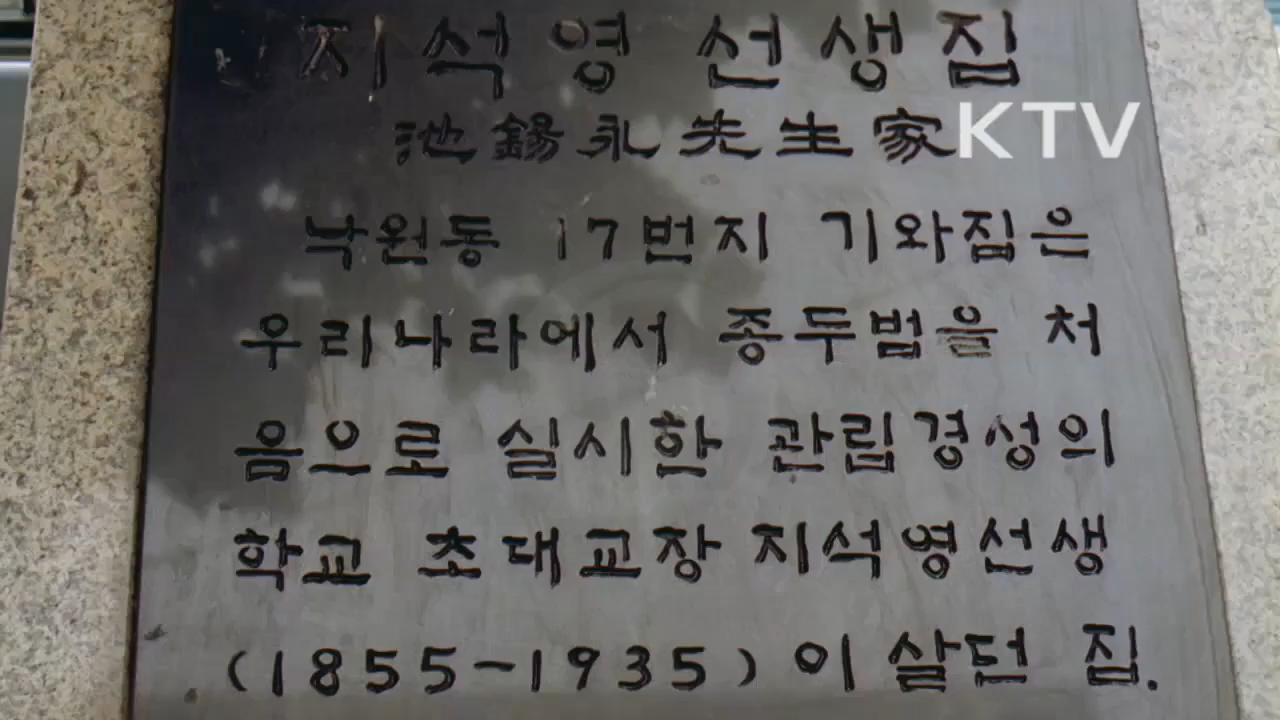 지석영 선생집
池錫永先生家
KTV
낙원동 17번지 기와집은
우리나라에서 종두법을 처
음으로 실시한 관립경성의
학교 초대교장 지석영선생
(1855-1935)이 살던 집.